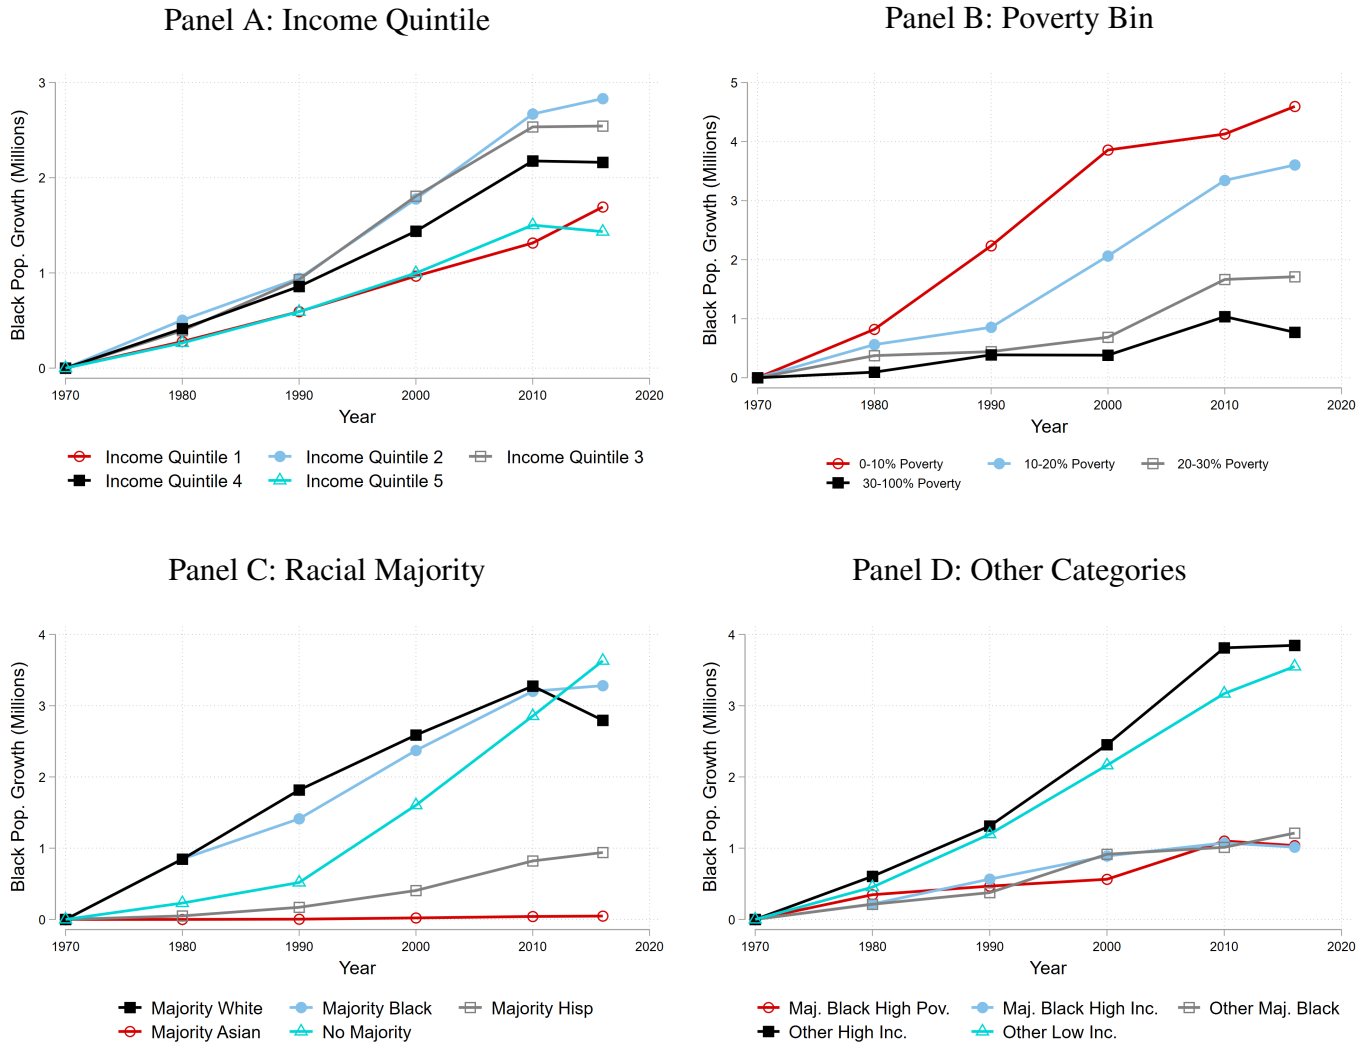 Panel A: Income Quintile
Black Pop. Growth (Millions)
3
2
1
0
1970 1980 1990 2000 2010 2020
Year
Income Quintile 1 Income Quintile 2 Income Quintile 3
Income Quintile 4 Income Quintile 5
Panel B: Poverty Bin
Black Pop. Growth (Millions)
5
4
3
2
1
0
1970 1980 1990 2000 2010 2020
Year
0-10% Poverty 10-20% Poverty 20-30% Poverty
30-100% Poverty
Panel C: Racial Majority
Black Pop. Growth (Millions)
4
3
2
1
0
1970 1980 1990 2000 2010 2020
Year
Majority White Majority Black Majority Hisp
Majority Asian No Majority
Panel D: Other Categories
Black Pop. Growth (Millions)
4
3
2
1
0
1970 1980 1990 2000 2010 2020
Year
Maj. Black High Pov. Maj. Black High Inc. Other Maj. Black
Other High Inc. Other Low Inc.